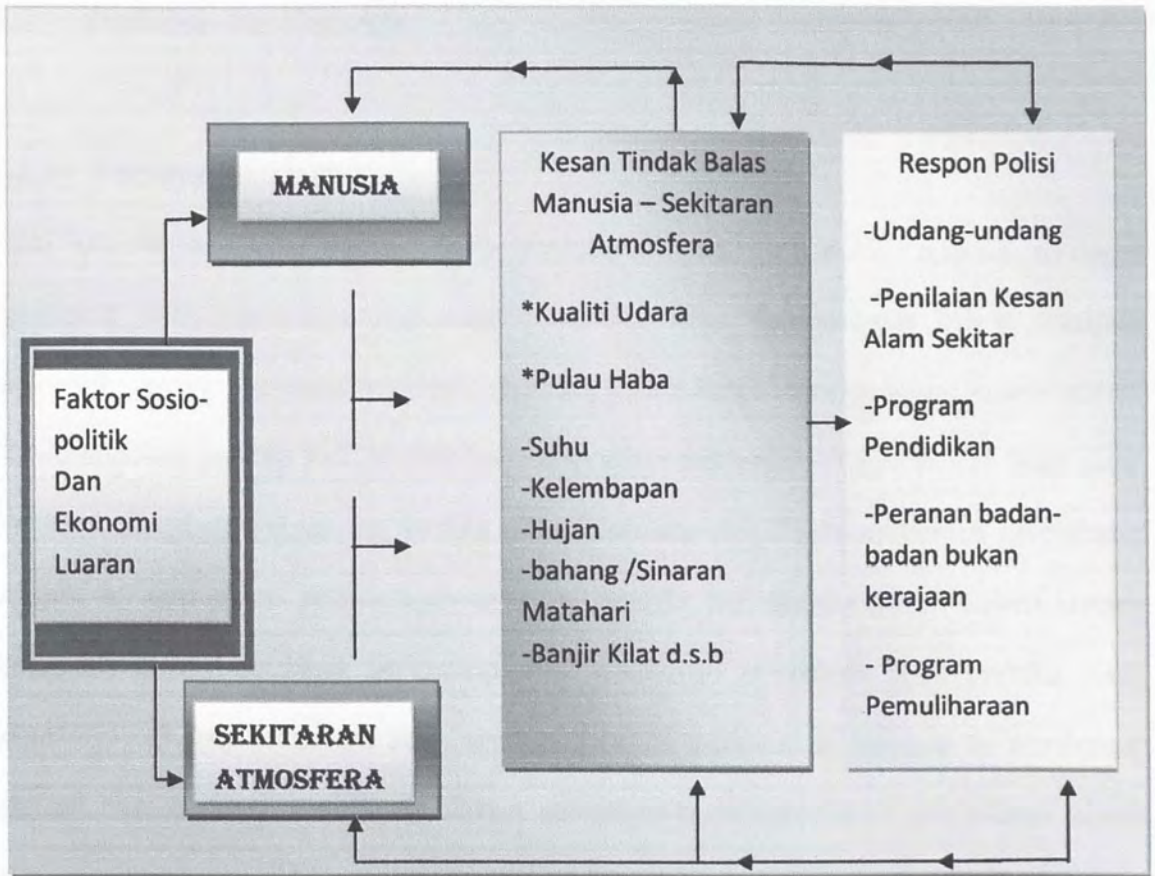 MANUSIA
Faktor Sosio-
politik
Dan
Ekonomi
Luaran
SEKITARAN
ATMOSFERA
Kesan Tindak Balas
Manusia – Sekitaran
Atmosfera
*Kualiti Udara
*Pulau Haba
-Suhu
-Kelembapan
-Hujan
-bahang /Sinaran
Matahari
-Banjir Kilat d.s.b
Respon Polisi
-Undang-undang
-Penilaian Kesan
Alam Sekitar
-Program
Pendidikan
-Peranan badan-
badan bukan
kerajaan
- Program
Pemuliharaan